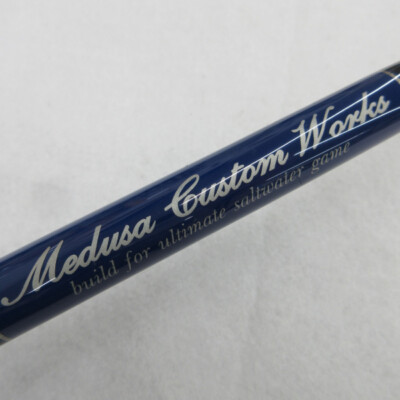 Medusa Custom Works
build for ultimate saltwater game